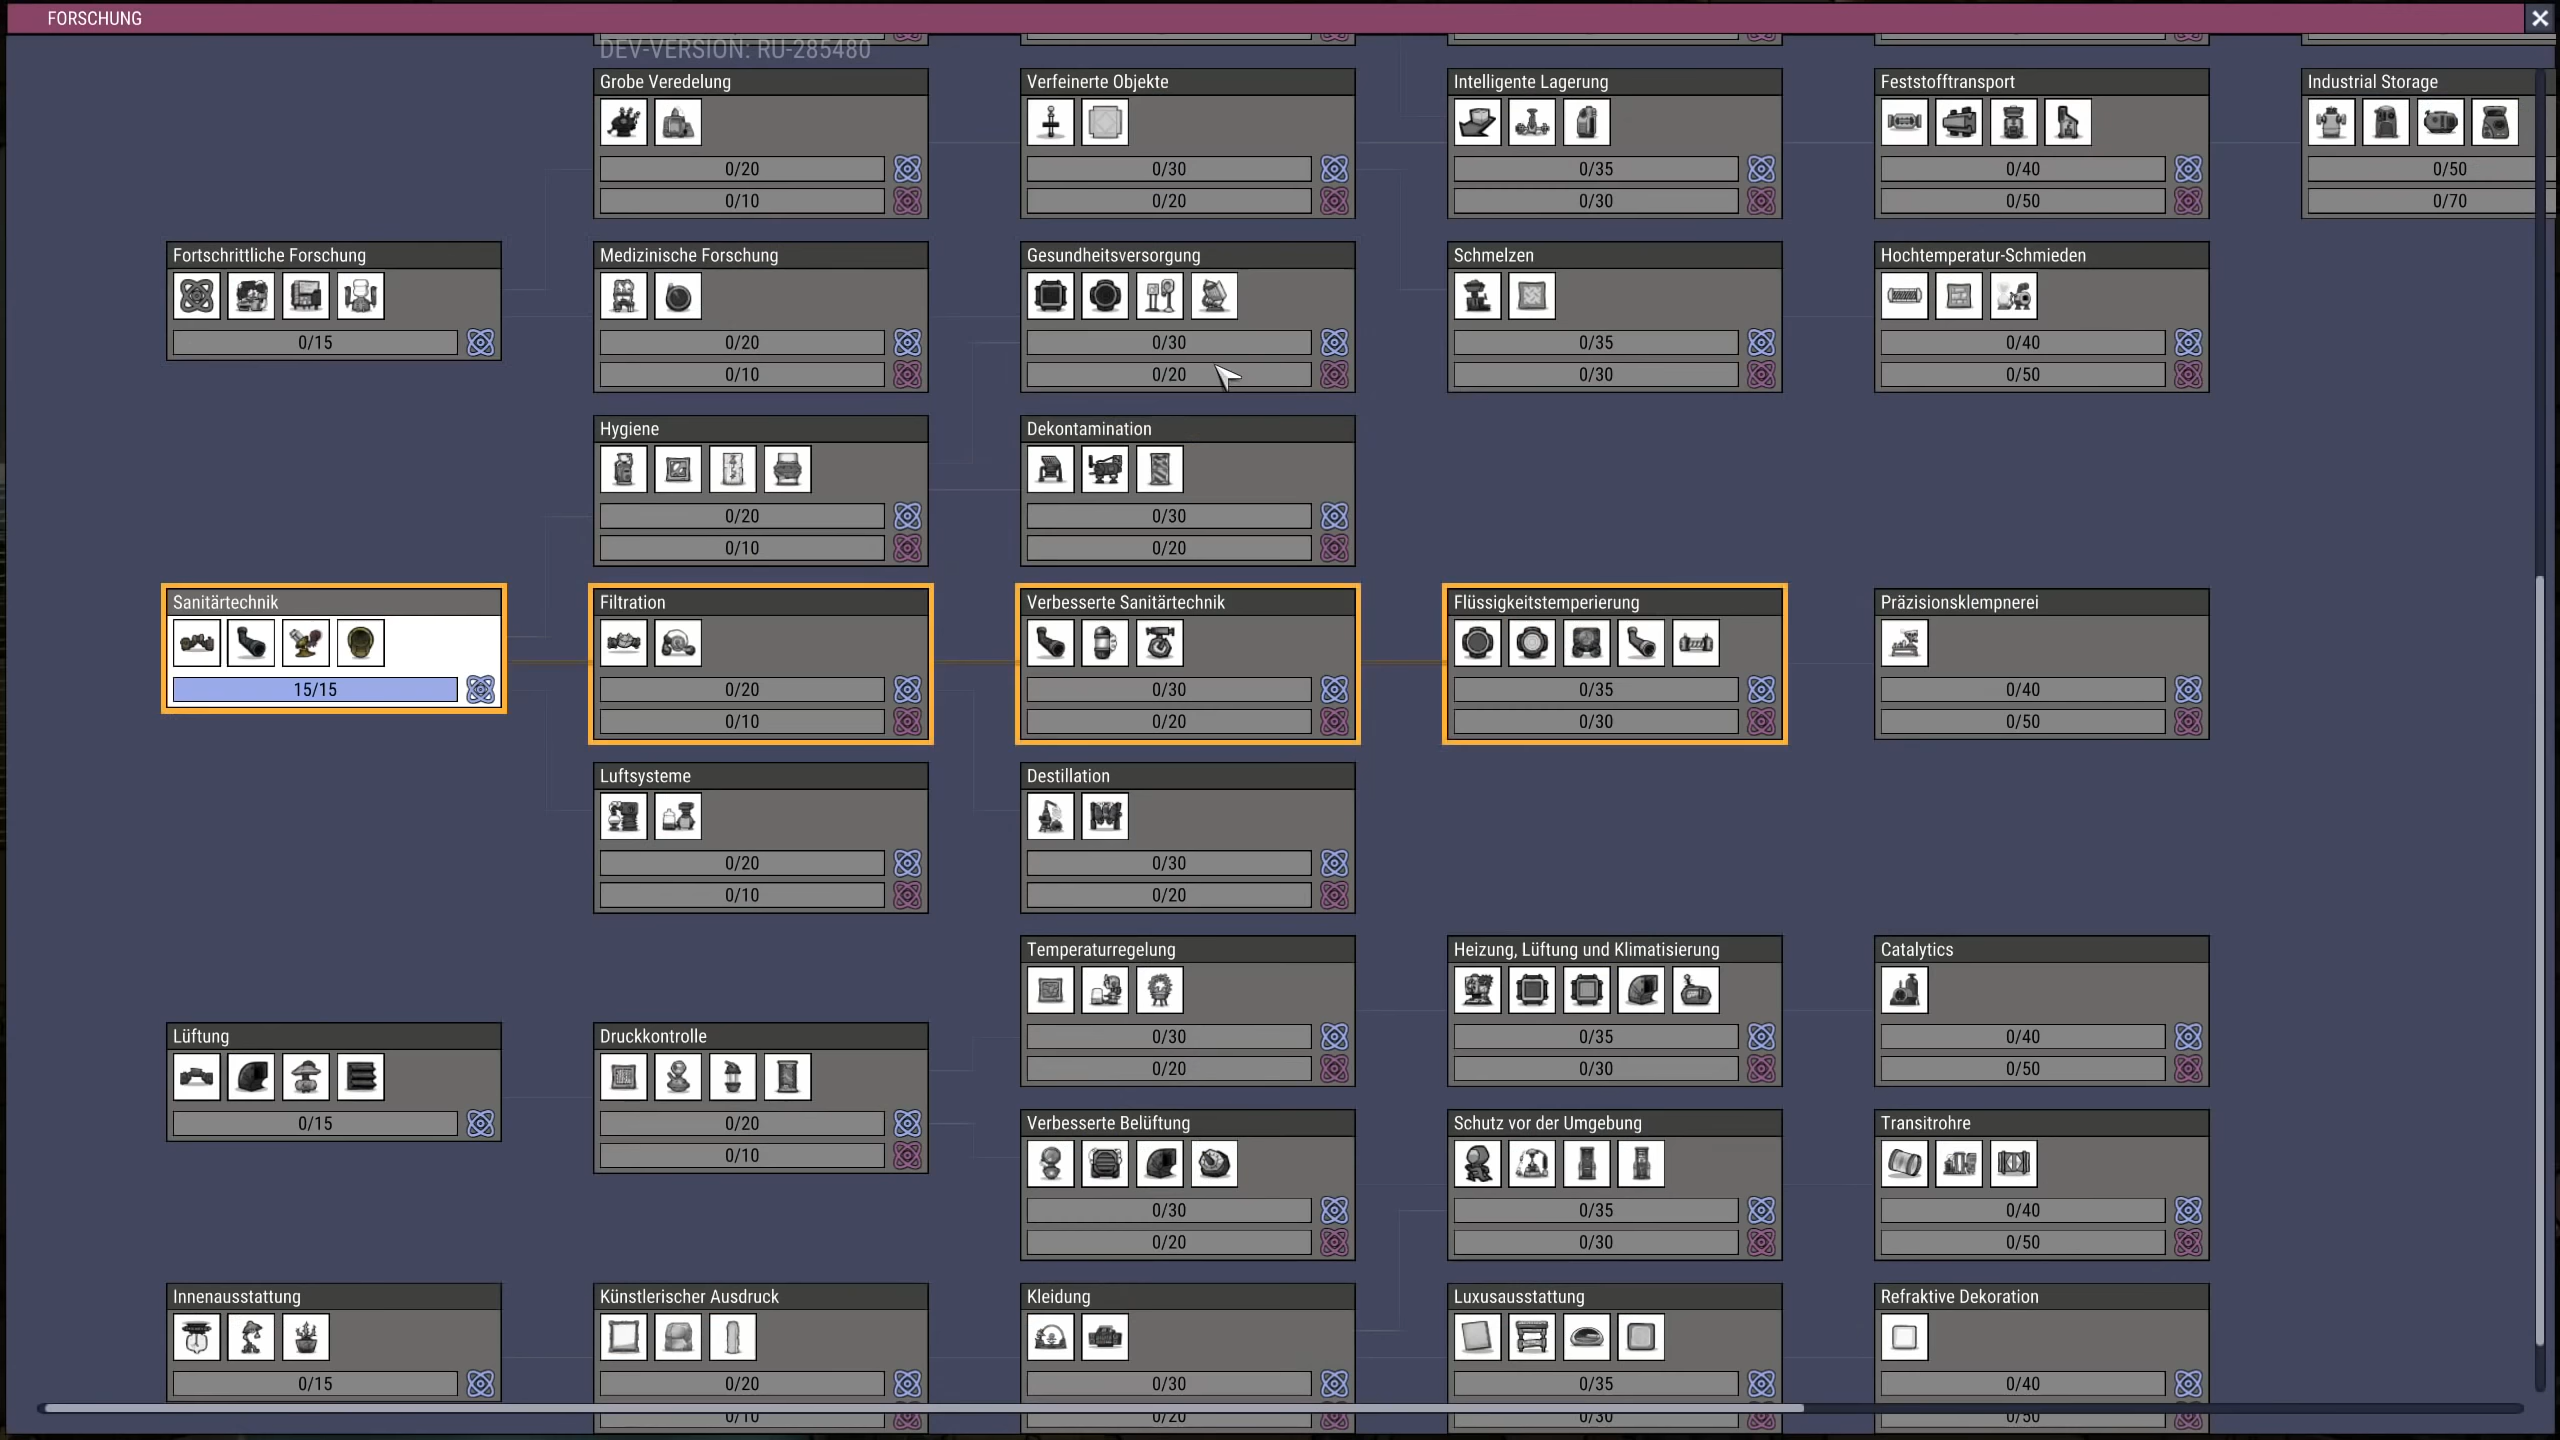 FORSCHUNG
DEV-VERSION: RU-285480
Grobe Veredelung
0/20
0/10
Verfeinerte Objekte
0/30
0/20
Intelligente Lagerung
0/35
0/30
Feststofftransport
0/40
0/50
Industrial Storage
0/50
0/70
Fortschrittliche Forschung
0/15
Medizinische Forschung
0/20
0/10
Gesundheitsversorgung
0/30
0/20
Schmelzen
0/35
0/30
Hochtemperatur-Schmieden
0/40
0/50
Hygiene
0/20
0/10
Dekontamination
0/30
0/20
Sanitärtechnik
15/15
Filtration
0/20
0/10
Verbesserte Sanitärtechnik
0/30
0/20
Flüssigkeitstemperierung
0/35
0/30
Präzisionsklempnerei
0/40
0/50
Luftsysteme
0/20
0/10
Destillation
0/30
0/20
Temperaturregelung
0/30
0/20
Heizung, Lüftung und Klimatisierung
0/35
0/30
Catalytics
0/40
0/50
Lüftung
0/15
Druckkontrolle
0/20
0/10
Verbesserte Belüftung
0/30
0/20
Schutz vor der Umgebung
0/35
0/30
Transitrohre
0/40
0/50
Innenausstattung
0/15
Künstlerischer Ausdruck
0/20
0/10
Kleidung
0/30
0/20
Luxusausstattung
0/35
0/30
Refraktive Dekoration
0/40
0/50